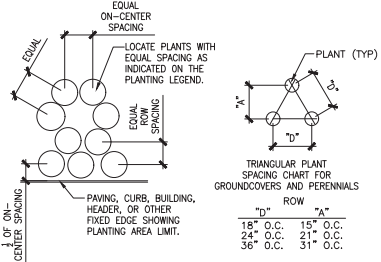 EQUAL
ON-CENTER
SPACING
EQUAL
LOCATE PLANTS WITH
EQUAL SPACING AS
INDICATED ON THE
PLANTING LEGEND.
EQUAL
ROW
SPACING
PAVING, CURB, BUILDING,
HEADER, OR OTHER
FIXED EDGE SHOWING
PLANTING AREA LIMIT.
1/2 OF ON-
CENTER SPACING
PLANT (TYP)
"A"
"D"
"D"
TRIANGULAR PLANT
SPACING CHART FOR
GROUNDCOVERS AND PERENNIALS
ROW
"D" "A"
18" O.C. 15" O.C.
24" O.C. 21" O.C.
36" O.C. 31" O.C.